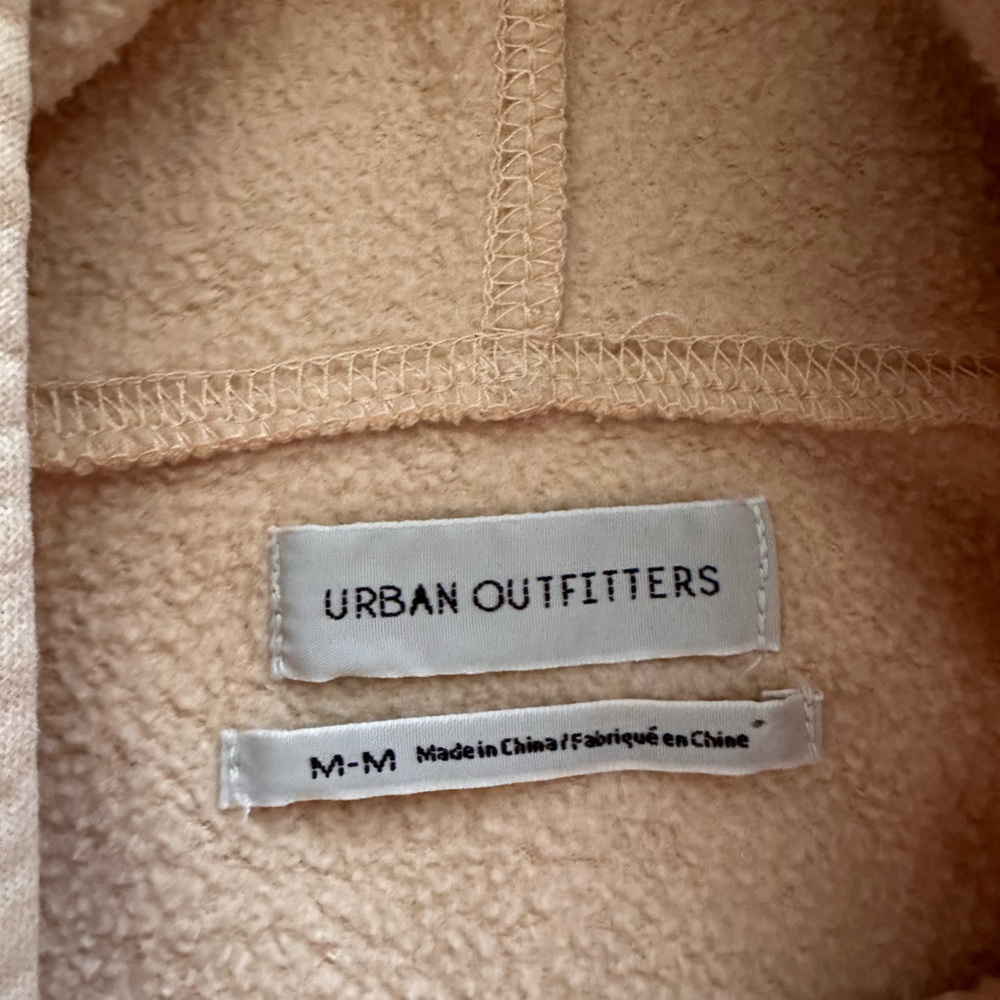 URBAN OUTFITTERS
M-M Made in China / Fabriqué en Chine